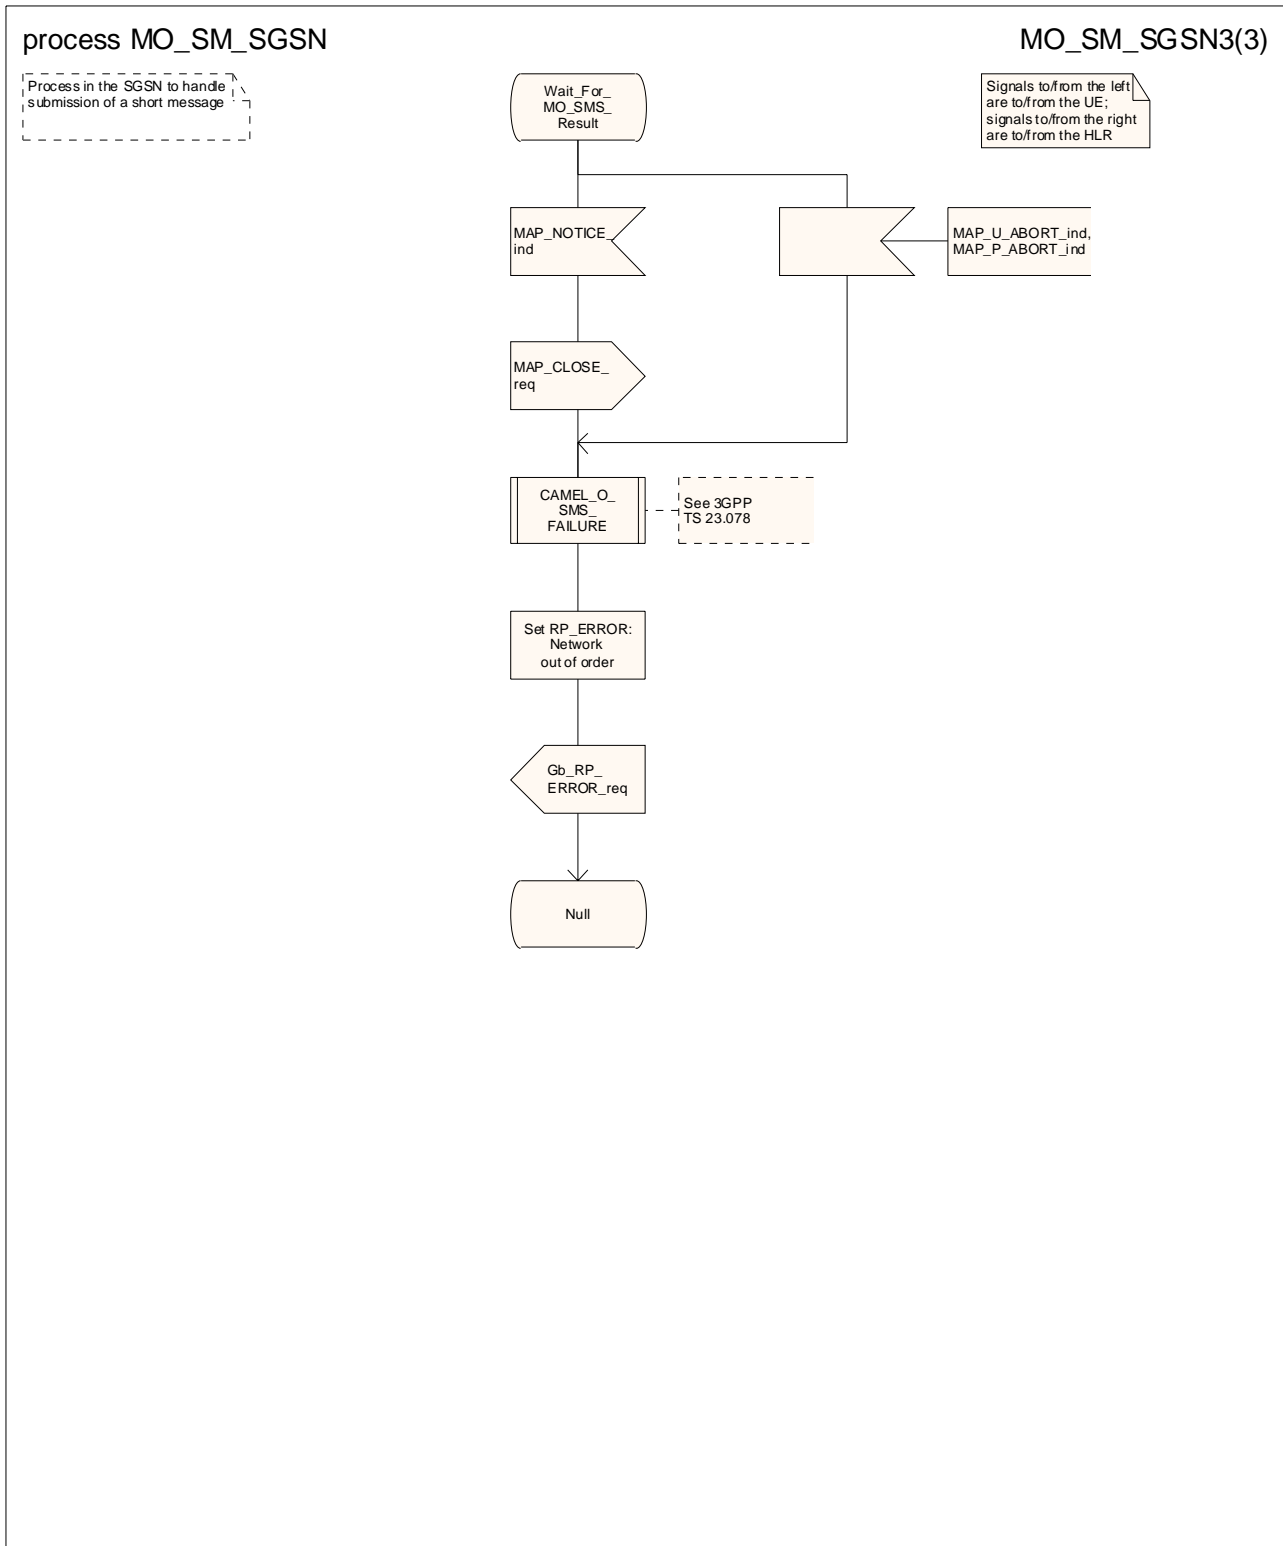 process MO_SM_SGSN
MO_SM_SGSN3(3)
Process in the SGSN to handle
submission of a short message
Wait_For_
MO_SMS_
Result
Signals to/from the left
are to/from the UE;
signals to/from the right
are to/from the HLR
MAP_NOTICE_
ind
MAP_U_ABORT_ind,
MAP_P_ABORT_ind
MAP_CLOSE_
req
CAMEL_O_
SMS_
FAILURE
See 3GPP
TS 23.078
Set RP_ERROR:
Network
out of order
Gb_RP_
ERROR_req
Null